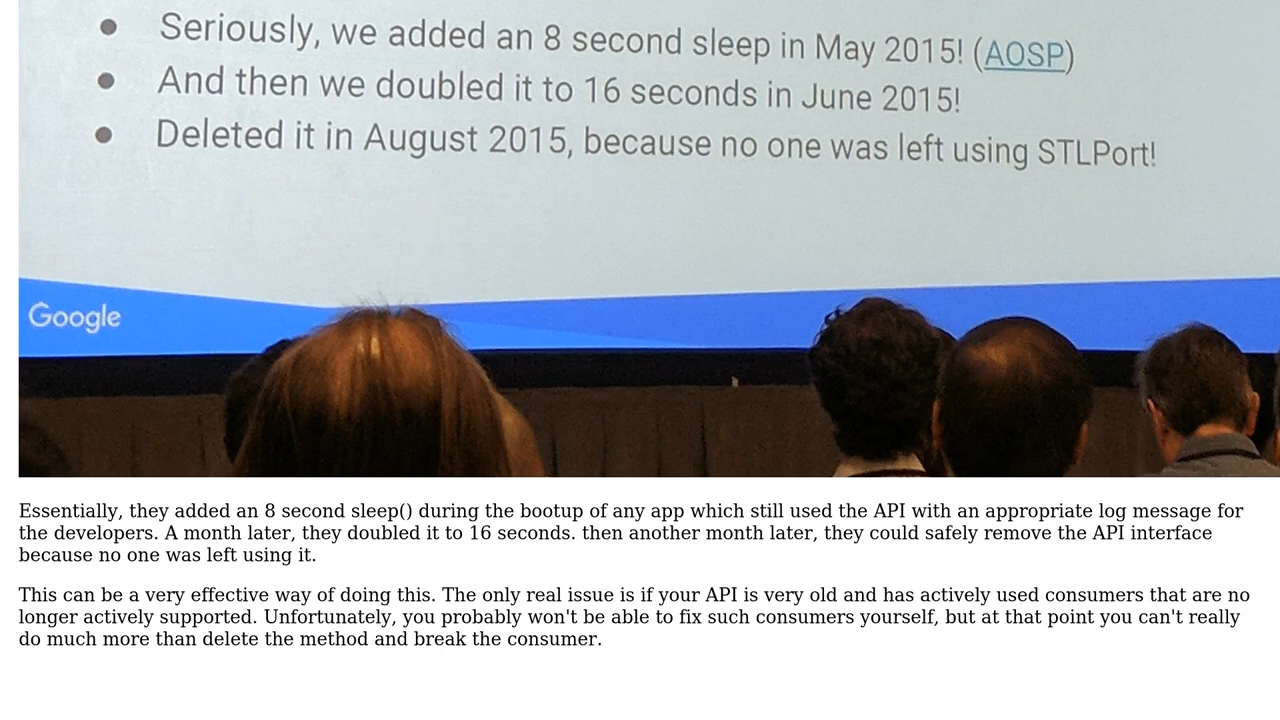 ● Seriously, we added an 8 second sleep in May 2015! (AOSP)
● And then we doubled it to 16 seconds in June 2015!
● Deleted it in August 2015, because no one was left using STLPort!
Google
Essentially, they added an 8 second sleep() during the bootup of any app which still used the API with an appropriate log message for
the developers. A month later, they doubled it to 16 seconds. then another month later, they could safely remove the API interface
because no one was left using it.
This can be a very effective way of doing this. The only real issue is if your API is very old and has actively used consumers that are no
longer actively supported. Unfortunately, you probably won't be able to fix such consumers yourself, but at that point you can't really
do much more than delete the method and break the consumer.